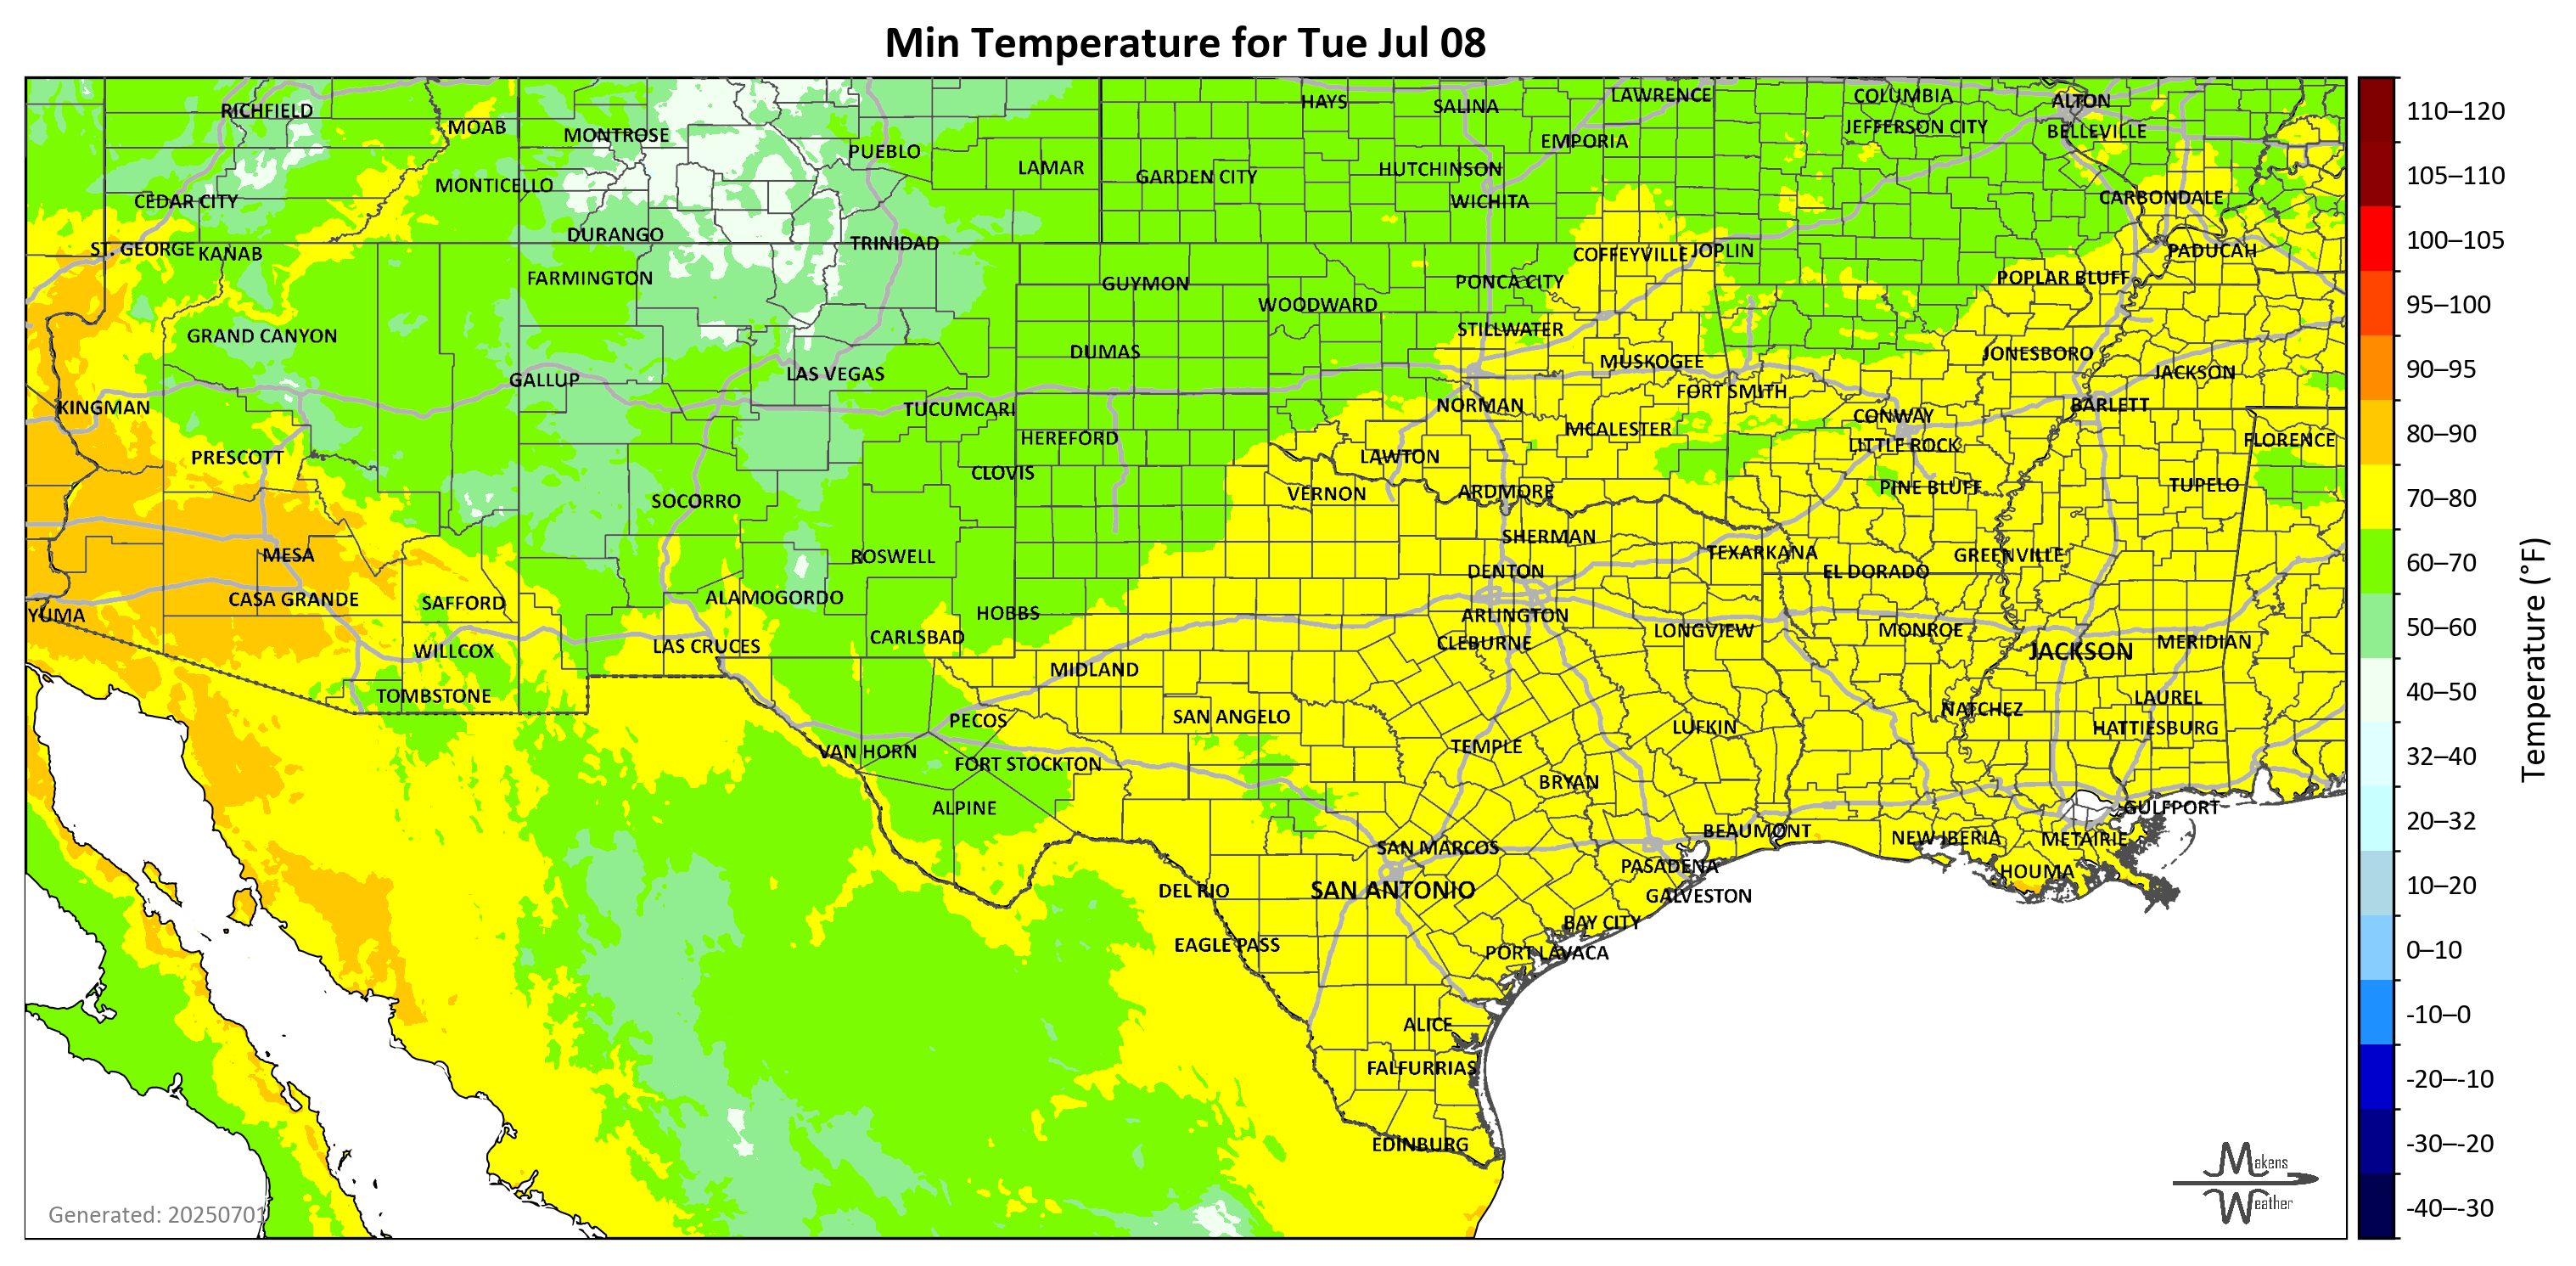 Min Temperature for Tue Jul 08
RICHFIELD
MOAB
MONTROSE
PUEBLO
LAMAR
HAYS
SALINA
LAWRENCE
COLUMBIA
ALTON
JEFFERSON CITY
BELLEVILLE
EMPORIA
HUTCHINSON
GARDEN CITY
MONTICELLO
CEDAR CITY
WICHITA
CARBONDALE
DURANGO
TRINIDAD
ST. GEORGE
KANAB
COFFEYVILLE
JOPLIN
PADUCAH
FARMINGTON
GUYMON
PONCA CITY
POPLAR BLUFF
WOODWARD
GRAND CANYON
STILLWATER
DUMAS
MUSKOGEE
JONESBORO
JACKSON
GALLUP
LAS VEGAS
FORT SMITH
KINGMAN
TUCUMCARI
NORMAN
CONWAY
BARLETT
HEREFORD
MCALESTER
LITTLE ROCK
FLORENCE
PRESCOTT
CLOVIS
LAWTON
SOCORRO
VERNON
ARDMORE
PINE BLUFF
TUPELO
SHERMAN
MESA
ROSWELL
TEXARKANA
GREENVILLE
DENTON
EL DORADO
CASA GRANDE
SAFFORD
ALAMOGORDO
HOBBS
YUMA
ARLINGTON
CARLSBAD
LAS CRUCES
CLEBURNE
LONGVIEW
MONROE
MERIDIAN
WILLCOX
JACKSON
MIDLAND
TOMBSTONE
LAUREL
NATCHEZ
PECOS
SAN ANGELO
LUFKIN
HATTIESBURG
VAN HORN
FORT STOCKTON
TEMPLE
BRYAN
ALPINE
GULFPORT
BEAUMONT
NEW IBERIA
METAIRIE
SAN MARCOS
PASADENA
HOUMA
DEL RIO
SAN ANTONIO
GALVESTON
BAY CITY
EAGLE PASS
PORT LAVACA
ALICE
FALFURRIAS
EDINBURG
Generated: 20250701
Makens
Weather
110–120
105–110
100–105
95–100
90–95
80–90
70–80
60–70
50–60
40–50
32–40
20–32
10–20
0–10
-10–0
-20–-10
-30–-20
-40–-30
Temperature (°F)